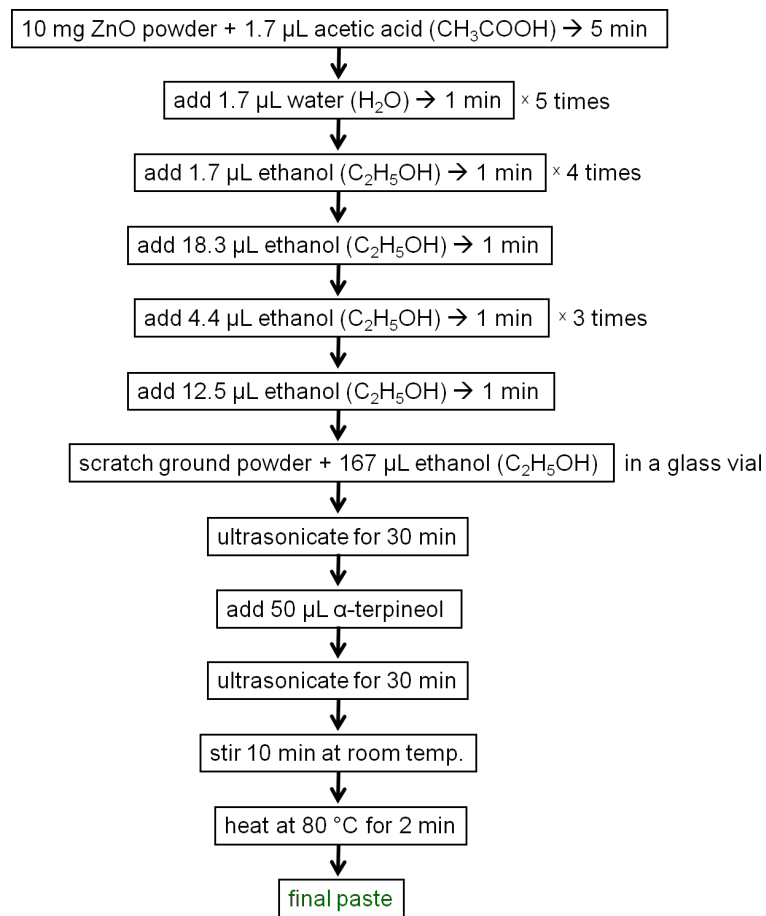 10 mg ZnO powder + 1.7 µL acetic acid (CH₃COOH) → 5 min
add 1.7 µL water (H₂O) → 1 min x 5 times
add 1.7 µL ethanol (C₂H₅OH) → 1 min x 4 times
add 18.3 µL ethanol (C₂H₅OH) → 1 min
add 4.4 µL ethanol (C₂H₅OH) → 1 min x 3 times
add 12.5 µL ethanol (C₂H₅OH) → 1 min
scratch ground powder + 167 µL ethanol (C₂H₅OH) in a glass vial
ultrasonicate for 30 min
add 50 µL α-terpineol
ultrasonicate for 30 min
stir 10 min at room temp.
heat at 80 °C for 2 min
final paste